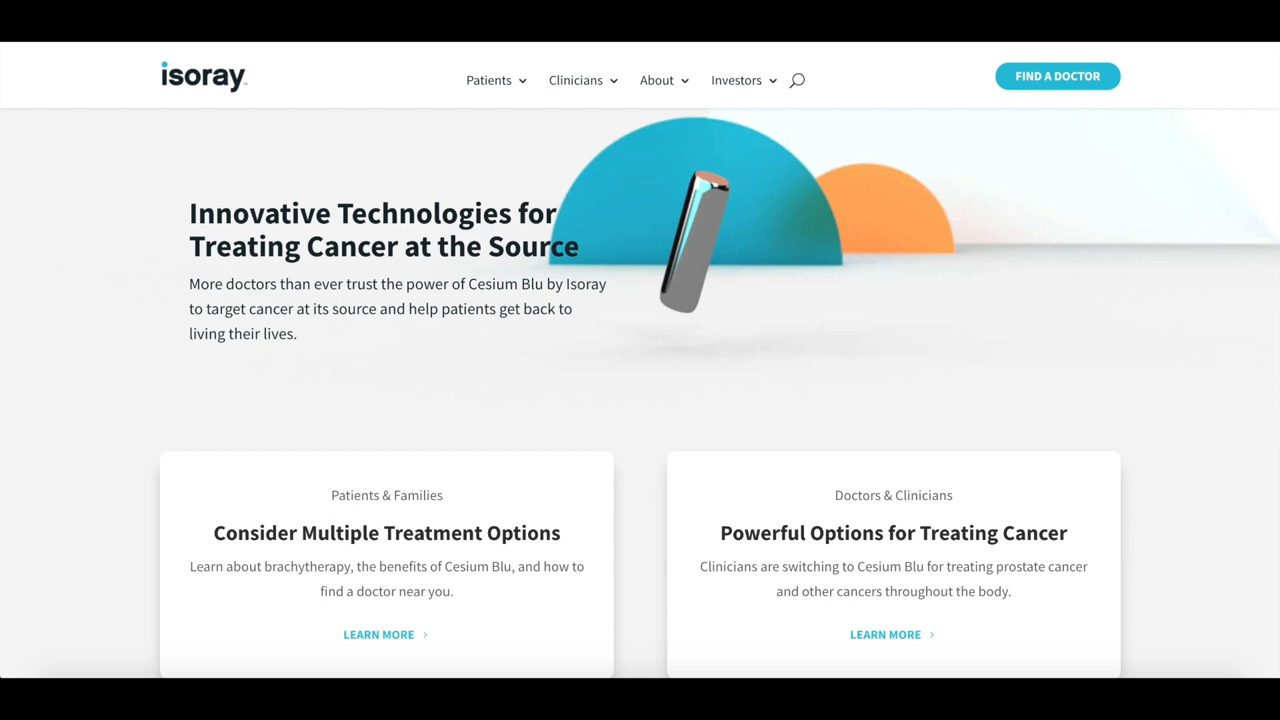 isoray
Patients
Clinicians
About
Investors
FIND A DOCTOR
Innovative Technologies for
Treating Cancer at the Source
More doctors than ever trust the power of Cesium Blu by Isoray
to target cancer at its source and help patients get back to
living their lives.
Patients & Families
Consider Multiple Treatment Options
Learn about brachytherapy, the benefits of Cesium Blu, and how to
find a doctor near you.
LEARN MORE
Doctors & Clinicians
Powerful Options for Treating Cancer
Clinicians are switching to Cesium Blu for treating prostate cancer
and other cancers throughout the body.
LEARN MORE